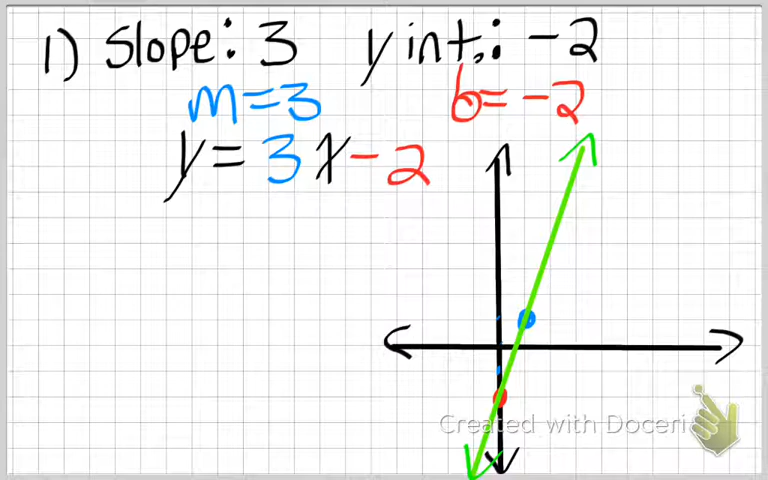 1) Slope: 3 y int.: -2
m=3 b= -2
y= 3x-2
Created with Doceri